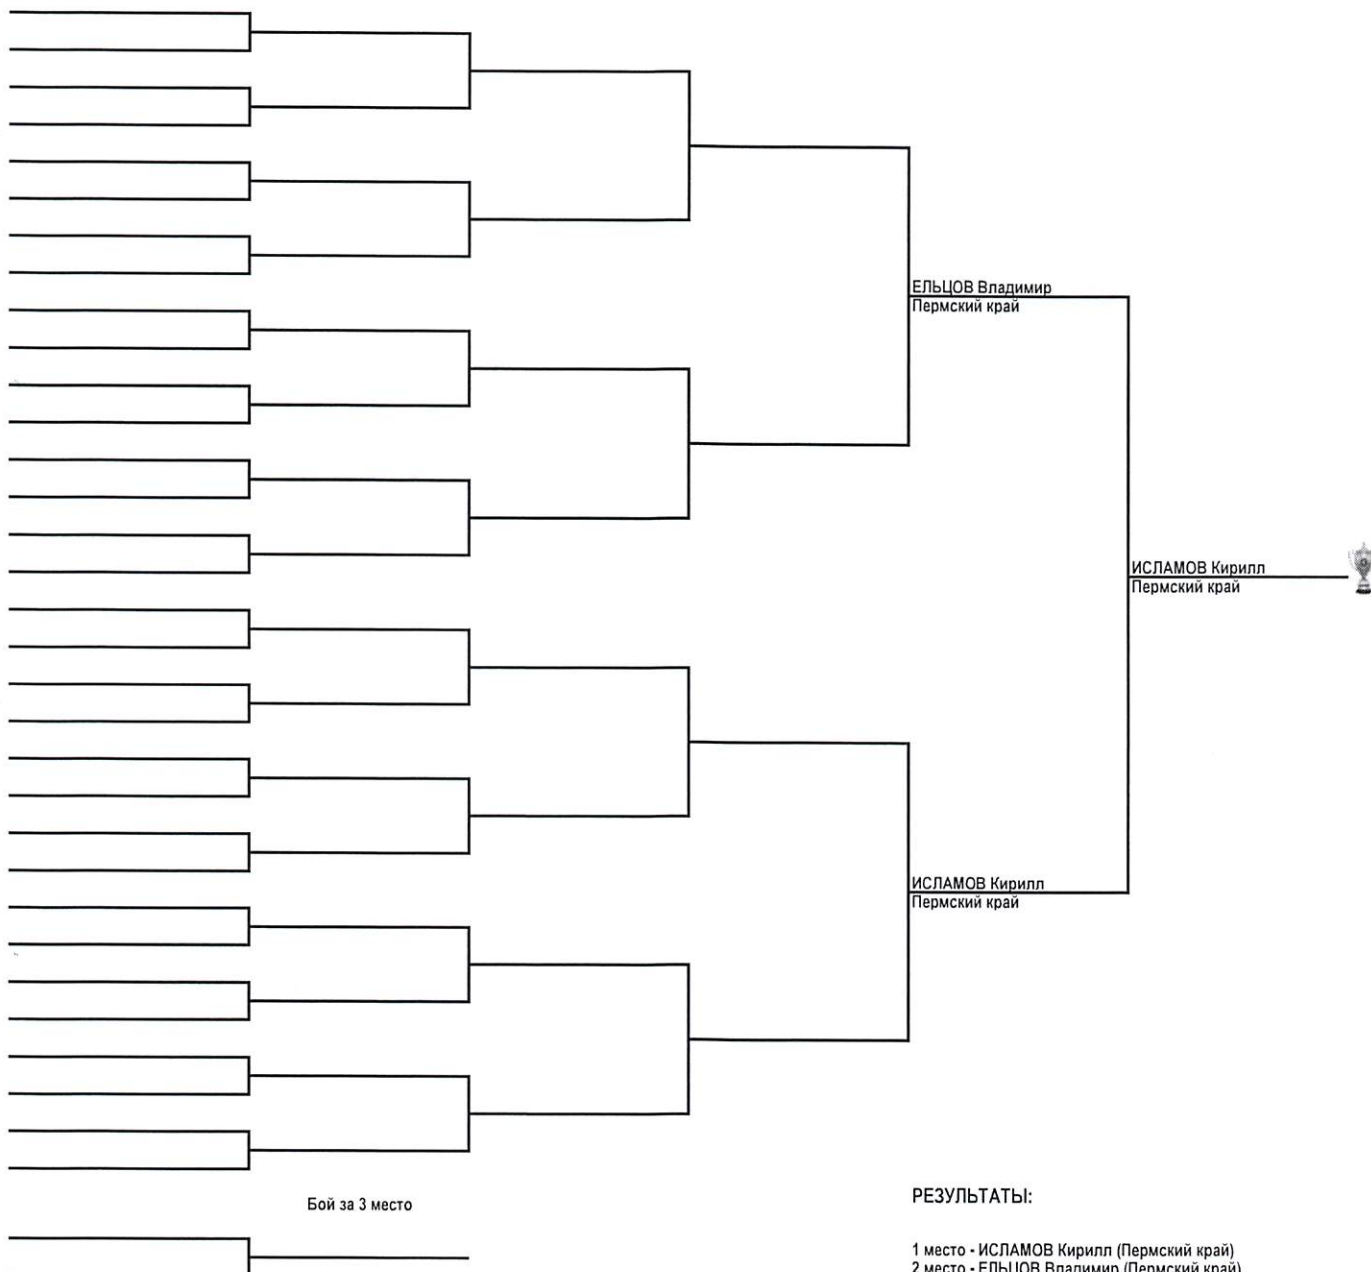 ЕЛЬЦОВ Владимир
Пермский край
ИСЛАМОВ Кирилл
Пермский край
ИСЛАМОВ Кирилл
Пермский край
Бой за 3 место
РЕЗУЛЬТАТЫ:
1 место - ИСЛАМОВ Кирилл (Пермский край)
2 место - ЕЛЬЦОВ Владимир (Пермский край)